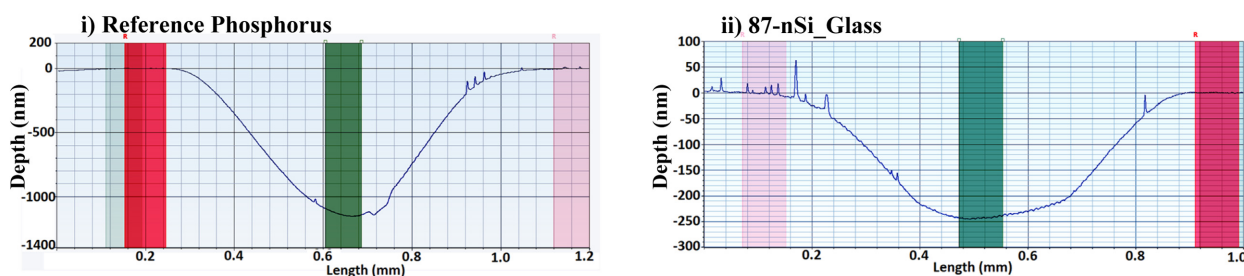 i) Reference Phosphorus
R
R
200
0
-500
-1000
-1400
Depth (nm)
0.2
0.4
0.6
0.8
1.0
1.2
Length (mm)
ii) 87-nSi_Glass
R
R
100
50
0
-50
-100
-150
-200
-250
-300
Depth (nm)
0.2
0.4
0.6
0.8
1.0
Length (mm)